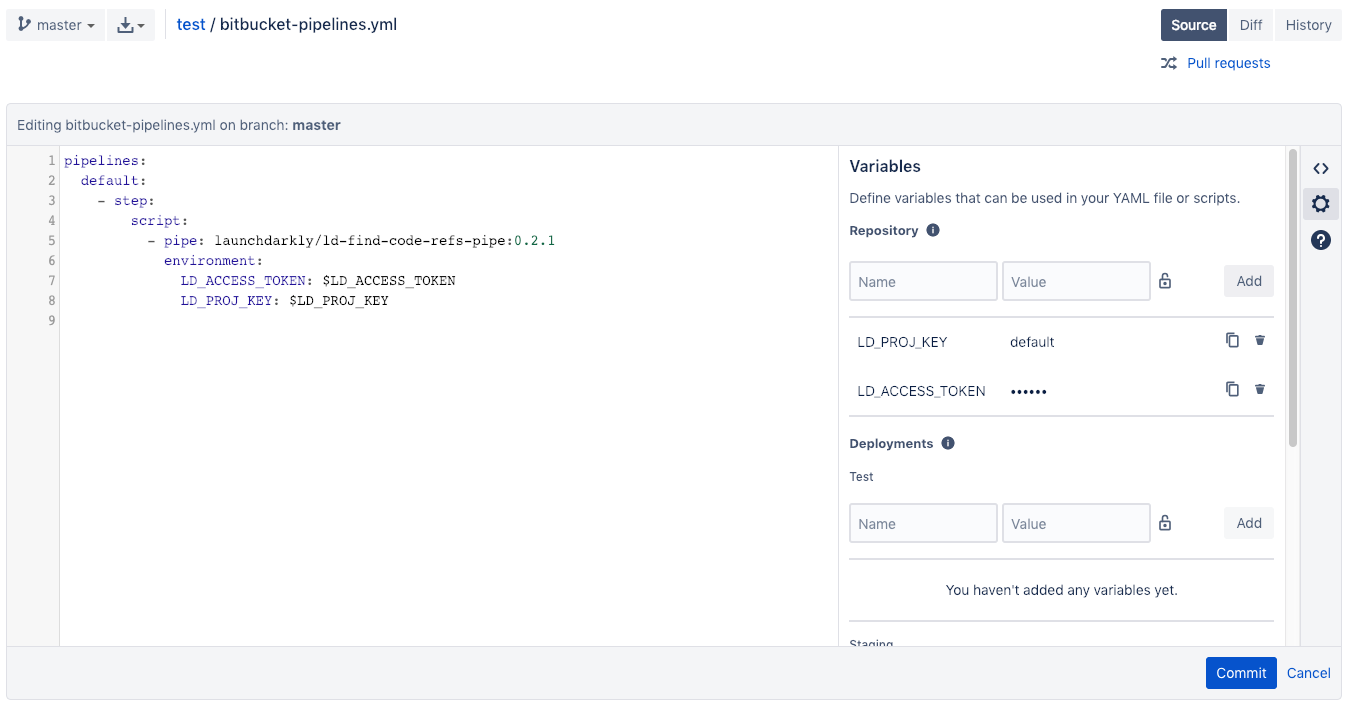 master
test / bitbucket-pipelines.yml
Source Diff History
Pull requests
Editing bitbucket-pipelines.yml on branch: master
1 pipelines:
2   default:
3     - step:
4         script:
5           - pipe: launchdarkly/ld-find-code-refs-pipe:0.2.1
6             environment:
7               LD_ACCESS_TOKEN: $LD_ACCESS_TOKEN
8               LD_PROJ_KEY: $LD_PROJ_KEY
9
Variables
Define variables that can be used in your YAML file or scripts.
Repository
Name Value Add
LD_PROJ_KEY default
LD_ACCESS_TOKEN ••••••
Deployments
Test
Name Value Add
You haven't added any variables yet.
Staging
Commit Cancel